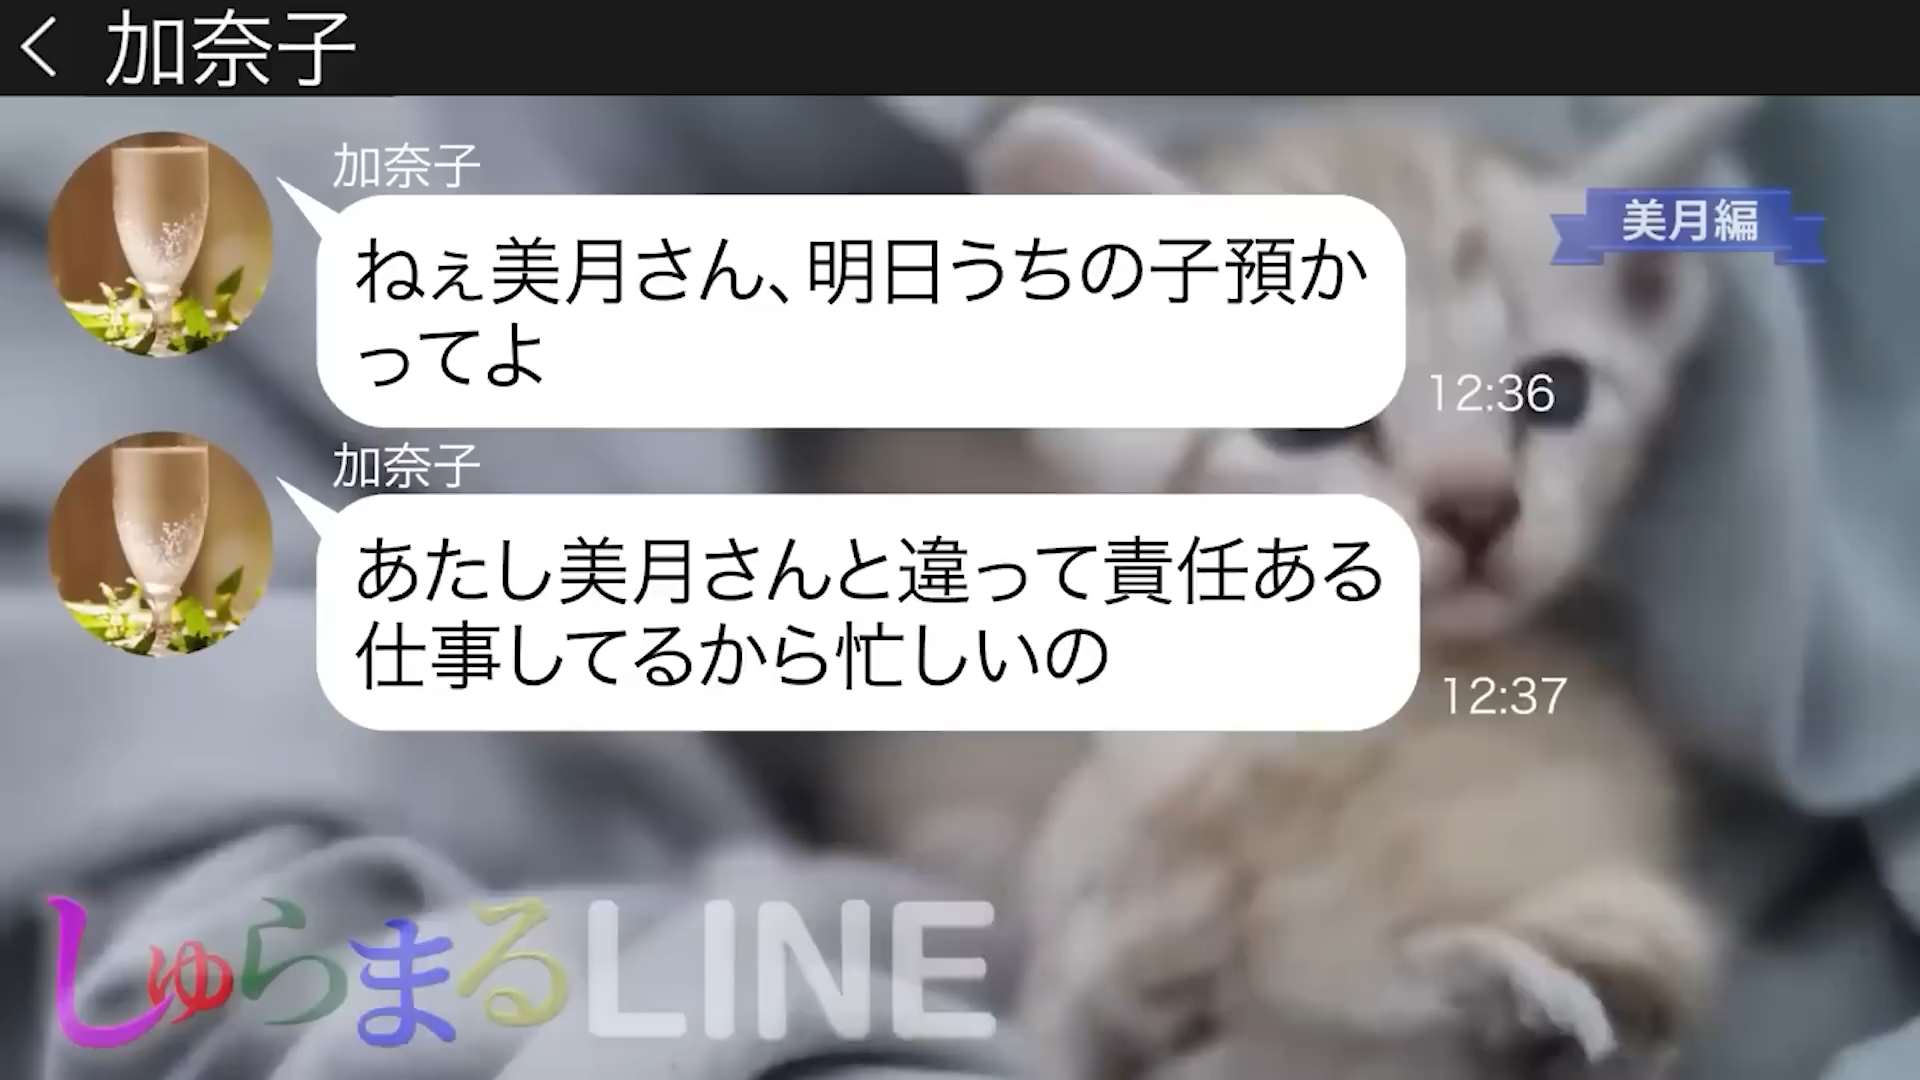 加奈子
加奈子
美月編
ねぇ美月さん、明日うちの子預か
ってよ
12:36
加奈子
あたし美月さんと違って責任ある
仕事してるから忙しいの
12:37
しゅらまるLINE